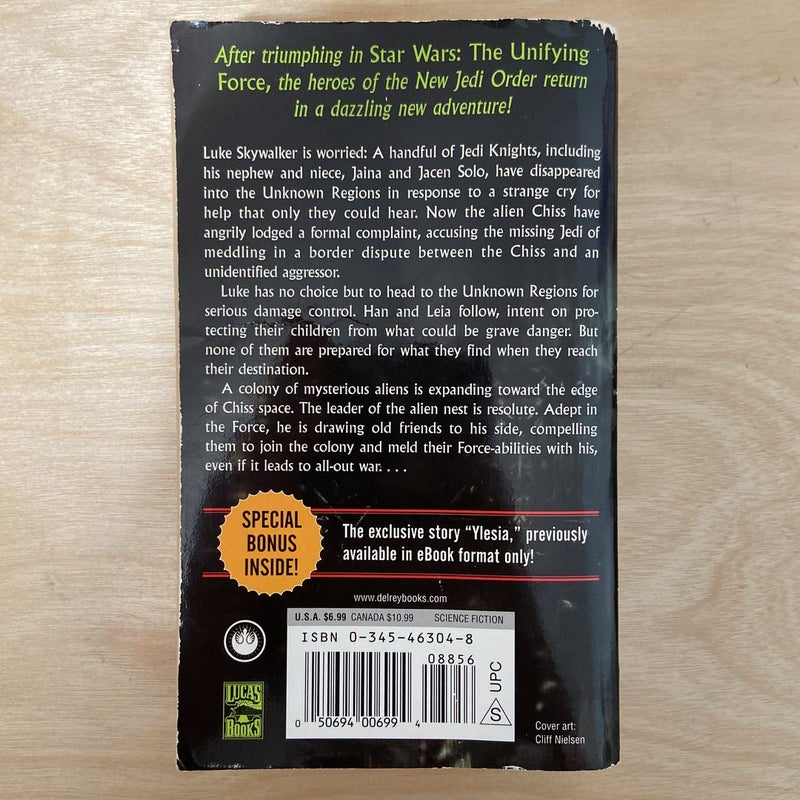 After triumphing in Star Wars: The Unifying
Force, the heroes of the New Jedi Order return
in a dazzling new adventure!
Luke Skywalker is worried: A handful of Jedi Knights, including
his nephew and niece, Jaina and Jacen Solo, have disappeared
into the Unknown Regions in response to a strange cry for
help that only they could hear. Now the alien Chiss have
angrily lodged a formal complaint, accusing the missing Jedi of
meddling in a border dispute between the Chiss and an
unidentified aggressor.
Luke has no choice but to head to the Unknown Regions for
serious damage control. Han and Leia follow, intent on pro-
tecting their children from what could be grave danger. But
none of them are prepared for what they find when they reach
their destination.
A colony of mysterious aliens is expanding toward the edge
of Chiss space. The leader of the alien nest is resolute. Adept in
the Force, he is drawing old friends to his side, compelling
them to join the colony and meld their Force-abilities with his,
even if it leads to all-out war. . . .
SPECIAL
BONUS
INSIDE!
The exclusive story “Ylesia,” previously
available in eBook format only!
www.delreybooks.com
U.S.A. $6.99 CANADA $10.99 SCIENCE FICTION
ISBN 0-345-46304-8
08856
0 50694 00699 4
S UPC
LUCAS
BOOKS
Cover art:
Cliff Nielsen